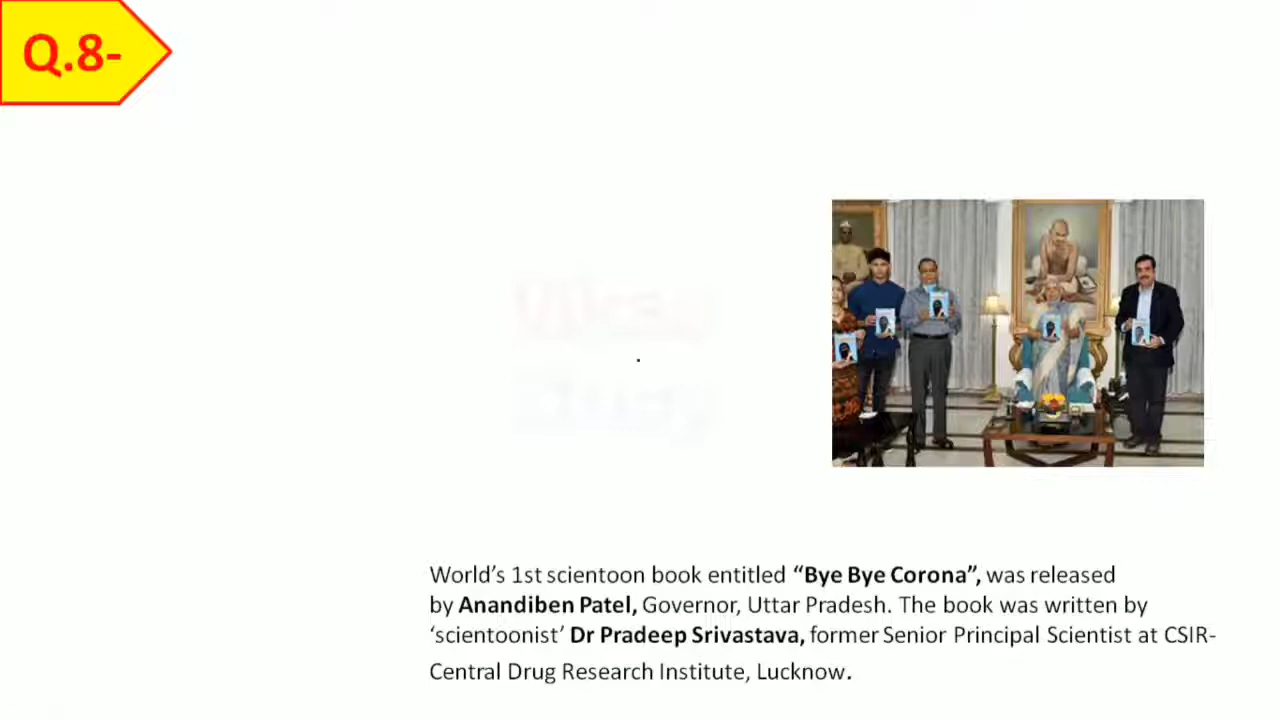 Q.8-
World's 1st scientoon book entitled “Bye Bye Corona”, was released
by Anandiben Patel, Governor, Uttar Pradesh. The book was written by
‘scientoonist’ Dr Pradeep Srivastava, former Senior Principal Scientist at CSIR-
Central Drug Research Institute, Lucknow.